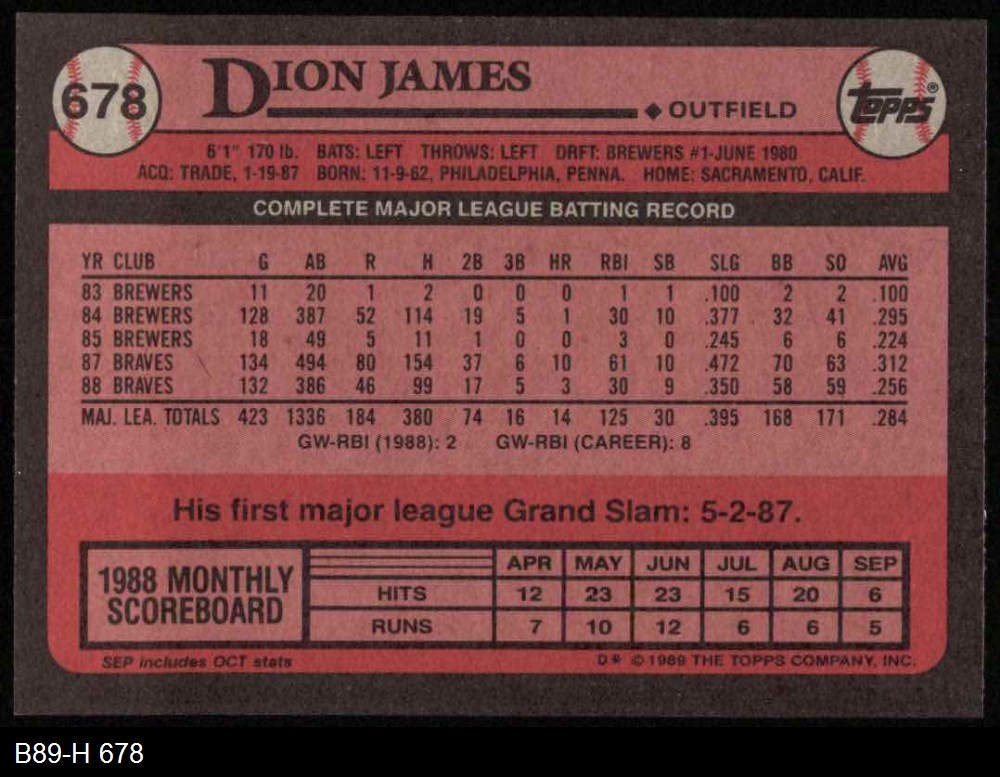 678
DION JAMES
OUTFIELD
TOPPS®
6'1" 170 lb. BATS: LEFT THROWS: LEFT DRFT: BREWERS #1-JUNE 1980
ACQ: TRADE, 1-19-87 BORN: 11-9-62, PHILADELPHIA, PENNA. HOME: SACRAMENTO, CALIF.
COMPLETE MAJOR LEAGUE BATTING RECORD
YR CLUB G AB R H 2B 3B HR RBI SB SLG BB SO AVG
83 BREWERS 11 20 1 2 0 0 0 1 1 .100 2 2 .100
84 BREWERS 128 387 52 114 19 5 1 30 10 .377 32 41 .295
85 BREWERS 18 49 5 11 1 0 0 3 0 .245 6 6 .224
87 BRAVES 134 494 80 154 37 6 10 61 10 .472 70 63 .312
88 BRAVES 132 386 46 99 17 5 3 30 9 .350 58 59 .256
MAJ. LEA. TOTALS 423 1336 184 380 74 16 14 125 30 .395 168 171 .284
GW-RBI (1988): 2 GW-RBI (CAREER): 8
His first major league Grand Slam: 5-2-87.
1988 MONTHLY
SCOREBOARD
APR MAY JUN JUL AUG SEP
HITS 12 23 23 15 20 6
RUNS 7 10 12 6 6 5
SEP includes OCT stats
D* © 1989 THE TOPPS COMPANY, INC.
B89-H 678